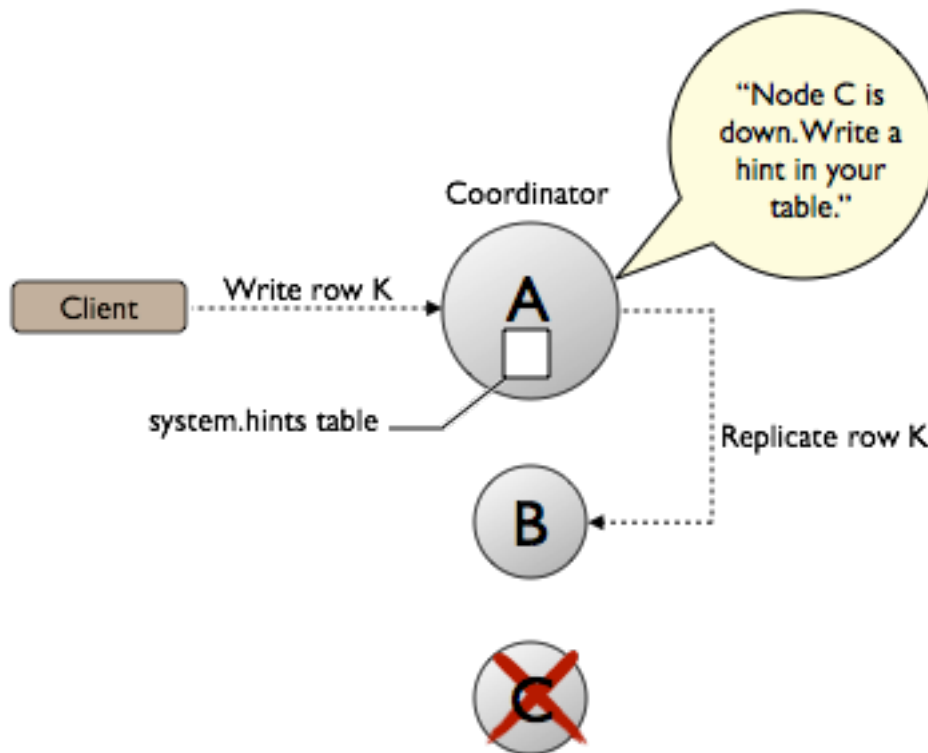 “Node C is
down. Write a
hint in your
table.”
Coordinator
Client
Write row K
A
system.hints table
Replicate row K
B
C